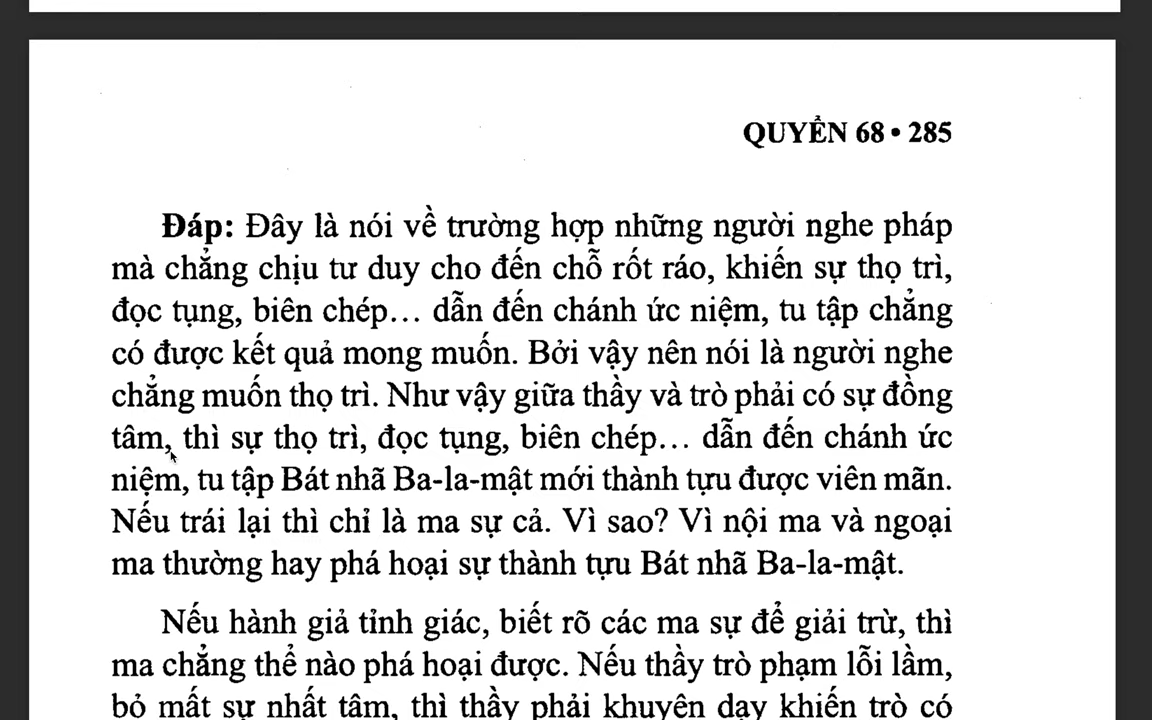 QUYỂN 68 • 285
Đáp: Đây là nói về trường hợp những người nghe pháp
mà chẳng chịu tư duy cho đến chỗ rốt ráo, khiến sự thọ trì,
đọc tụng, biên chép... dẫn đến chánh ức niệm, tu tập chẳng
có được kết quả mong muốn. Bởi vậy nên nói là người nghe
chẳng muốn thọ trì. Như vậy giữa thầy và trò phải có sự đồng
tâm, thì sự thọ trì, đọc tụng, biên chép... dẫn đến chánh ức
niệm, tu tập Bát nhã Ba-la-mật mới thành tựu được viên mãn.
Nếu trái lại thì chỉ là ma sự cả. Vì sao? Vì nội ma và ngoại
ma thường hay phá hoại sự thành tựu Bát nhã Ba-la-mật.
Nếu hành giả tỉnh giác, biết rõ các ma sự để giải trừ, thì
ma chẳng thể nào phá hoại được. Nếu thầy trò phạm lỗi lầm,
bỏ mất sự nhất tâm, thì thầy phải khuyên dạy khiến trò có